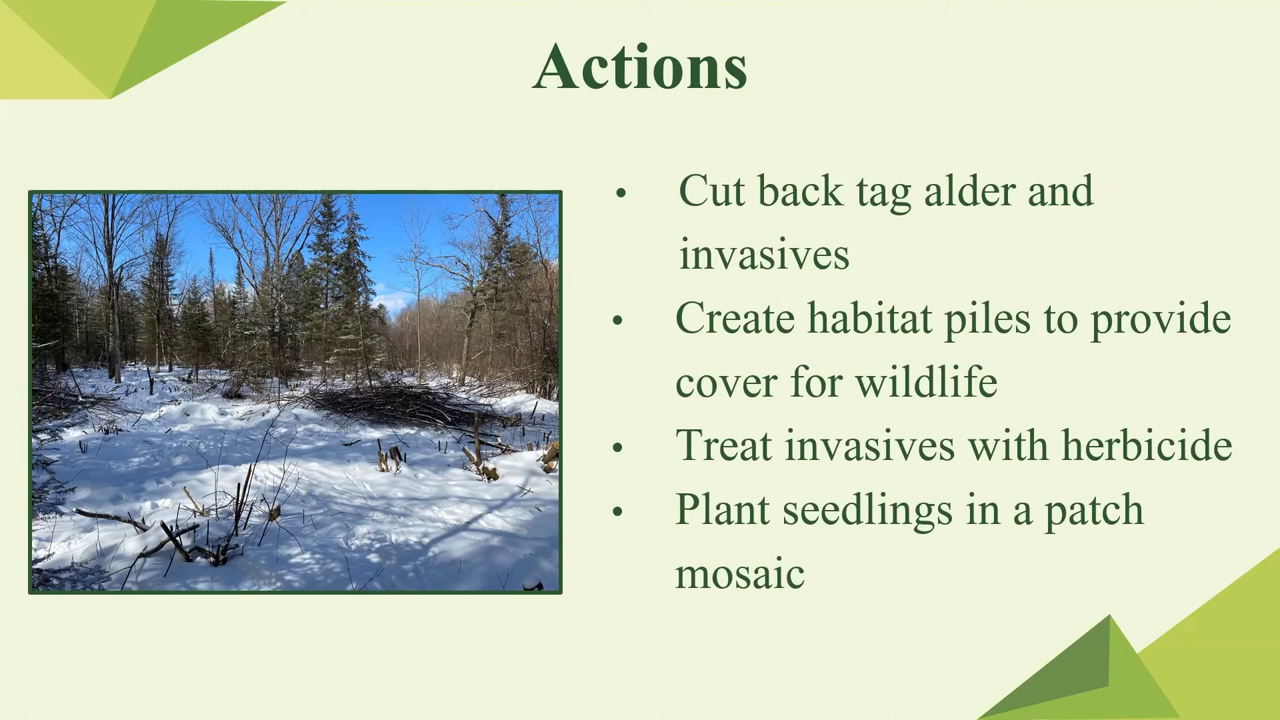 Actions
• Cut back tag alder and
invasives
• Create habitat piles to provide
cover for wildlife
• Treat invasives with herbicide
• Plant seedlings in a patch
mosaic